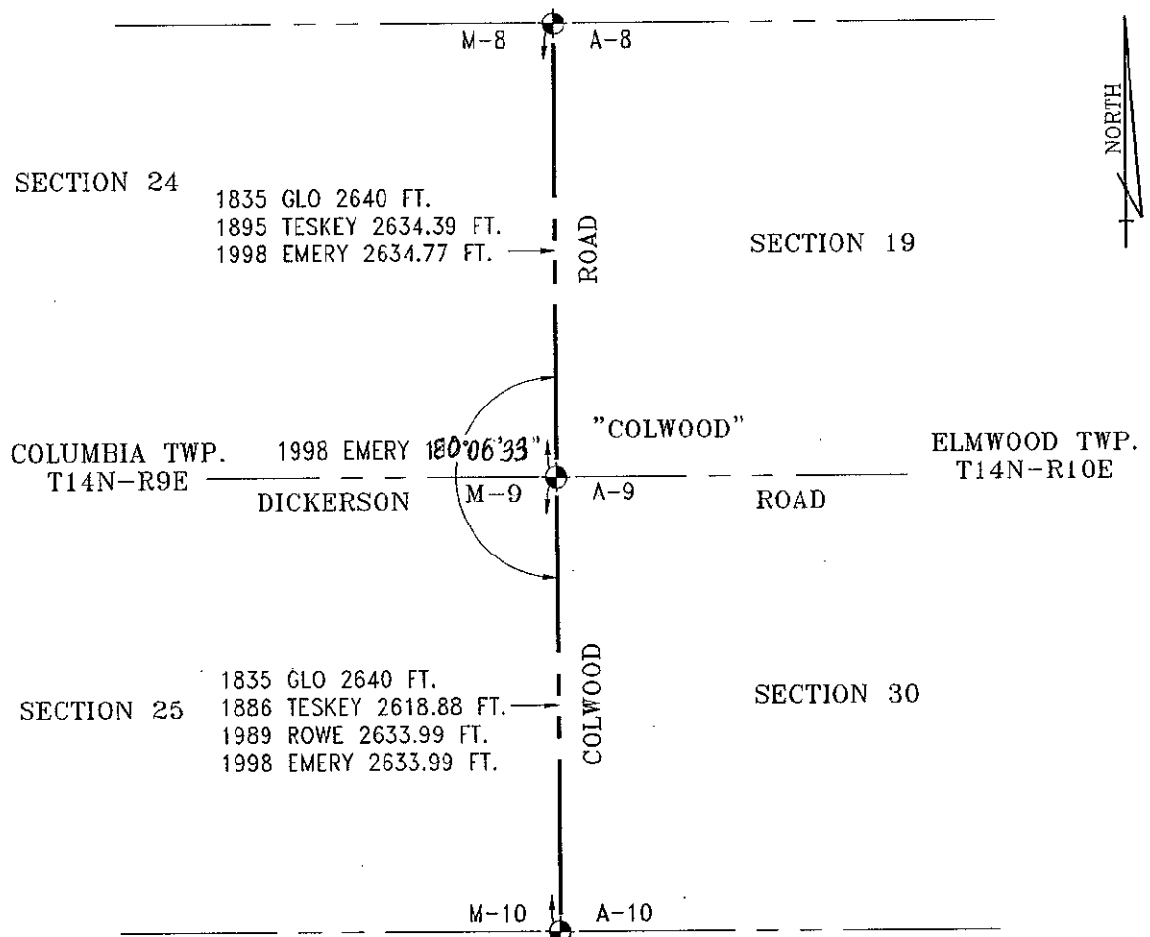 M-8 A-8
NORTH
SECTION 24
1835 GLO 2640 FT.
1895 TESKEY 2634.39 FT.
1998 EMERY 2634.77 FT.
ROAD
SECTION 19
"COLWOOD"
COLUMBIA TWP.
T14N-R9E
1998 EMERY 180°06'33"
ELMWOOD TWP.
T14N-R10E
DICKERSON
M-9 A-9
ROAD
SECTION 25
1835 GLO 2640 FT.
1886 TESKEY 2618.88 FT.
1989 ROWE 2633.99 FT.
1998 EMERY 2633.99 FT.
COLWOOD
SECTION 30
M-10 A-10